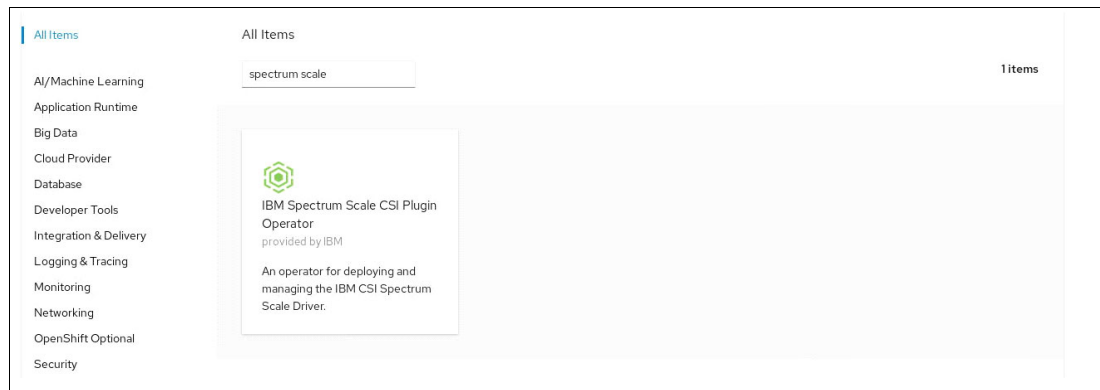 All Items
AI/Machine Learning
Application Runtime
Big Data
Cloud Provider
Database
Developer Tools
Integration & Delivery
Logging & Tracing
Monitoring
Networking
OpenShift Optional
Security
All Items
spectrum scale
1 items
IBM Spectrum Scale CSI Plugin
Operator
provided by IBM
An operator for deploying and
managing the IBM CSI Spectrum
Scale Driver.